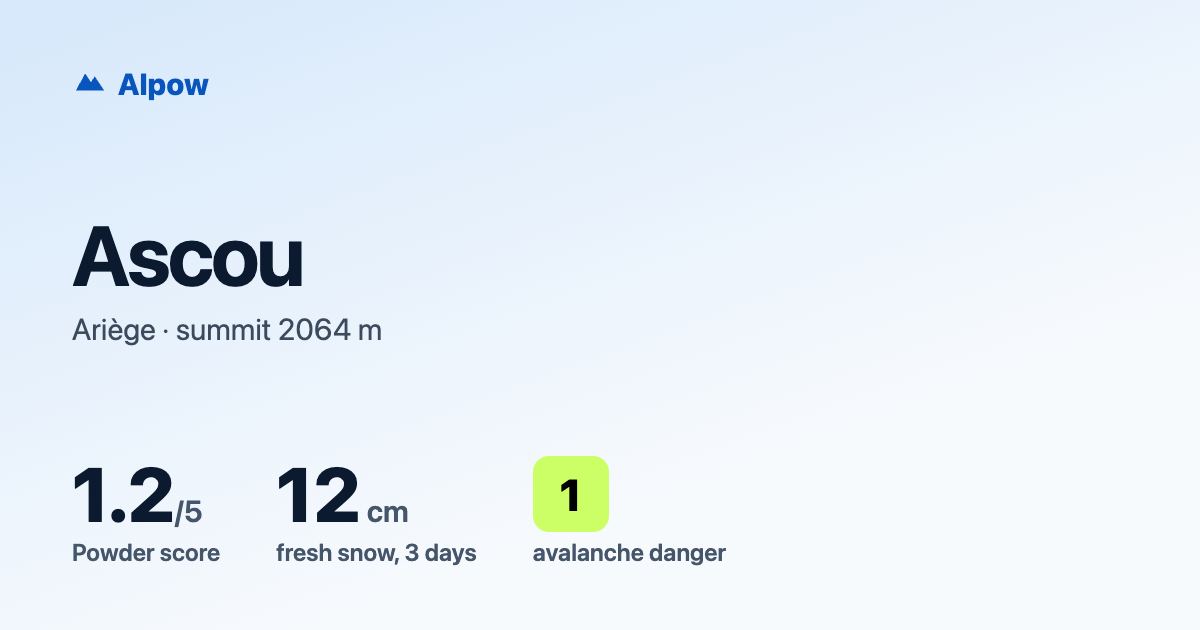 Alpow
Ascou
Ariège · summit 2064 m
1.2/5
Powder score
12 cm
fresh snow, 3 days
1
avalanche danger